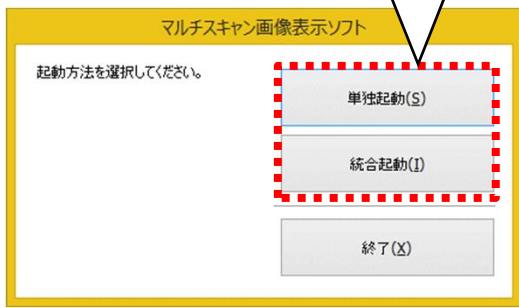 マルチスキャン画像表示ソフト
起動方法を選択してください。
単独起動(S)
統合起動(I)
終了(X)